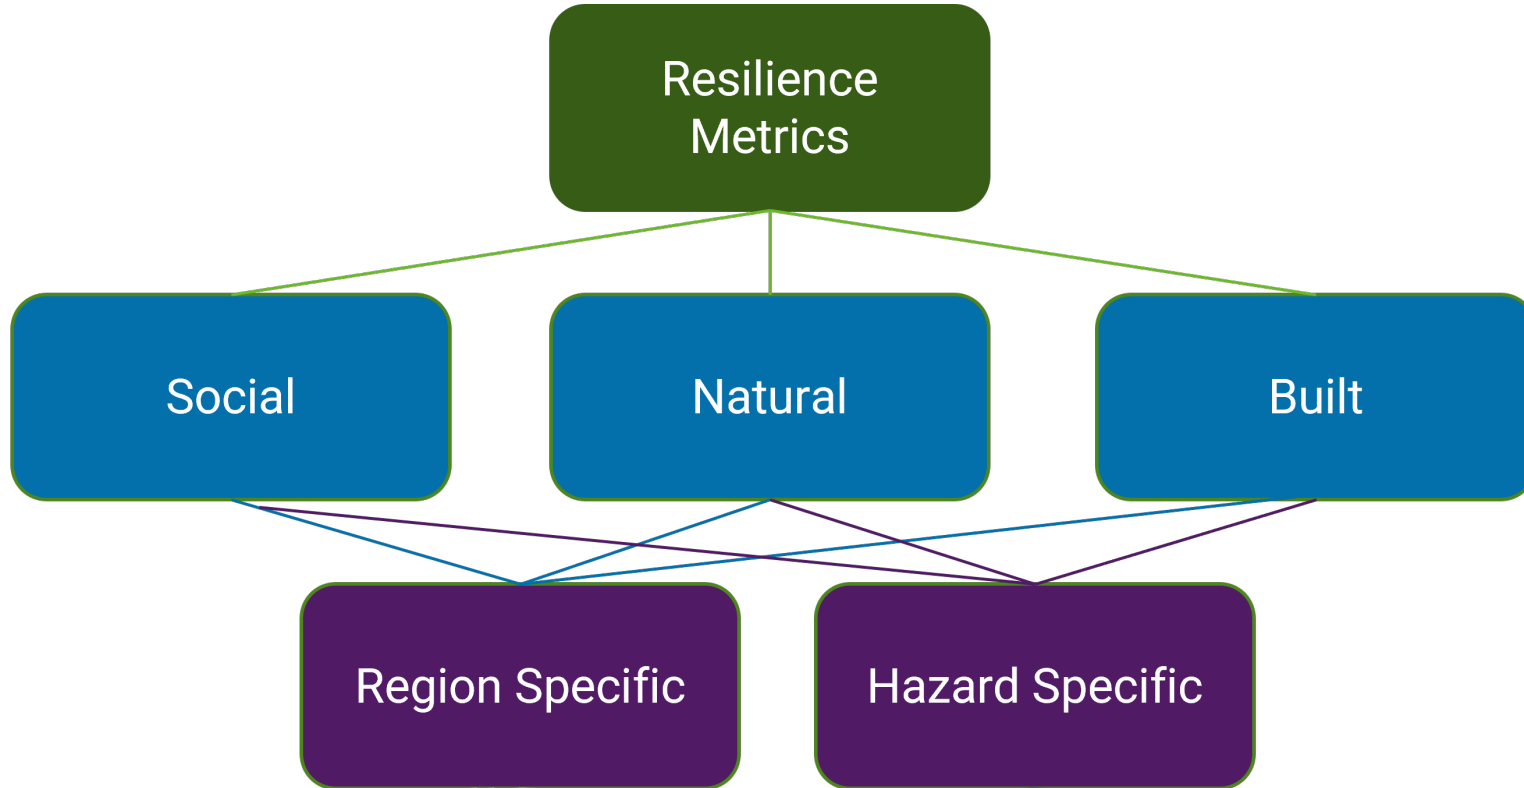 Resilience
Metrics
Social
Natural
Built
Region Specific
Hazard Specific